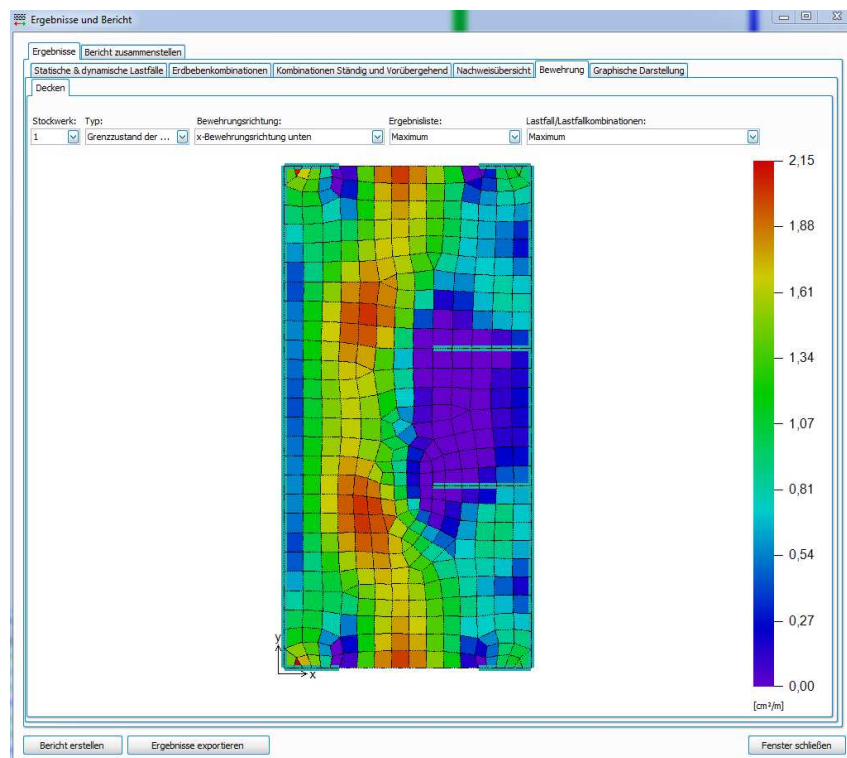 Ergebnisse und Bericht
Ergebnisse Bericht zusammenstellen
Statische & dynamische Lastfälle Erdbebenkombinationen Kombinationen Ständig und Vorübergehend Nachweisübersicht Bewehrung Graphische Darstellung
Decken
Stockwerk: Typ: Bewehrungsrichtung: Ergebnisliste: Lastfall/Lastfallkombinationen:
1 Grenzzustand der ... x-Bewehrungsrichtung unten Maximum Maximum
2,15
1,88
1,61
1,34
1,07
0,81
0,54
0,27
0,00
[cm²/m]
y
x
Bericht erstellen Ergebnisse exportieren Fenster schließen